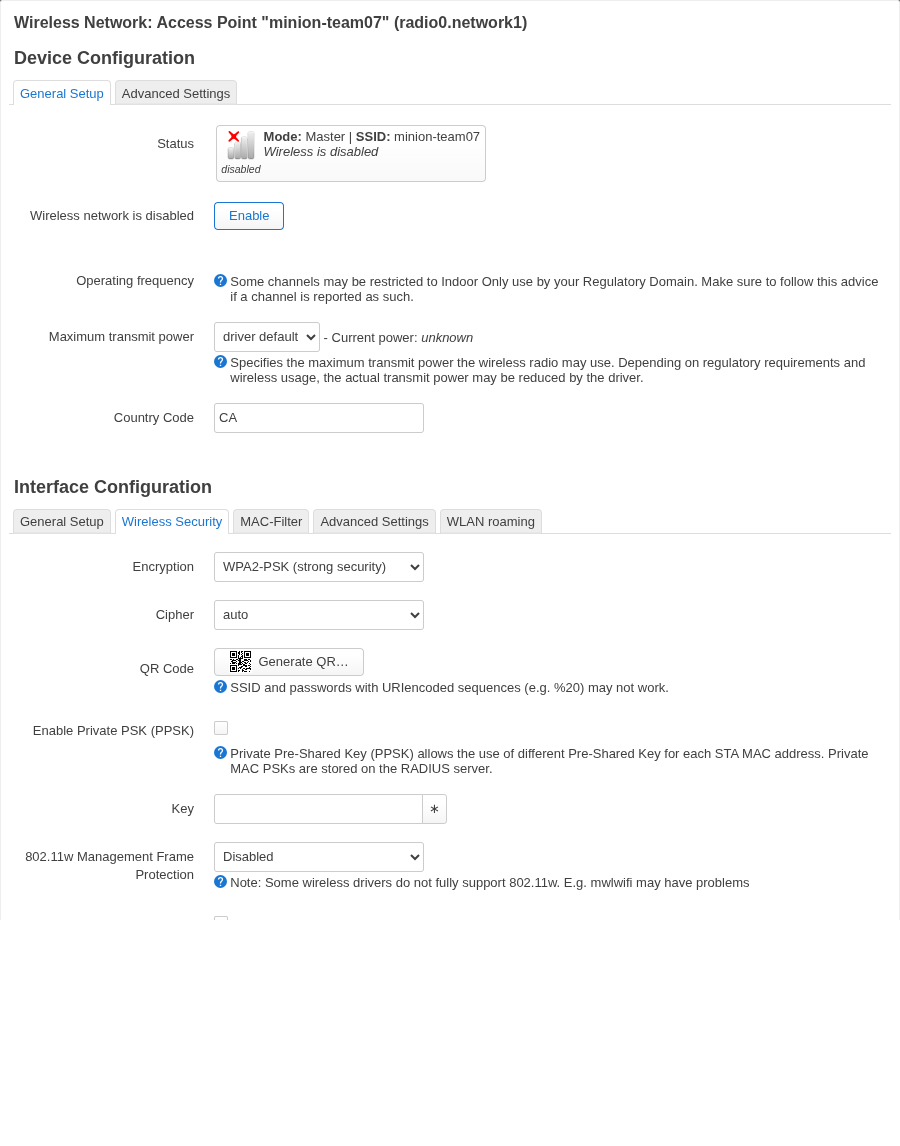 Wireless Network: Access Point "minion-team07" (radio0.network1)
Device Configuration
General Setup Advanced Settings
Status
Mode: Master | SSID: minion-team07
Wireless is disabled
disabled
Wireless network is disabled Enable
Operating frequency
Some channels may be restricted to Indoor Only use by your Regulatory Domain. Make sure to follow this advice
if a channel is reported as such.
Maximum transmit power driver default - Current power: unknown
Specifies the maximum transmit power the wireless radio may use. Depending on regulatory requirements and
wireless usage, the actual transmit power may be reduced by the driver.
Country Code CA
Interface Configuration
General Setup Wireless Security MAC-Filter Advanced Settings WLAN roaming
Encryption WPA2-PSK (strong security)
Cipher auto
QR Code Generate QR…
SSID and passwords with URIencoded sequences (e.g. %20) may not work.
Enable Private PSK (PPSK)
Private Pre-Shared Key (PPSK) allows the use of different Pre-Shared Key for each STA MAC address. Private
MAC PSKs are stored on the RADIUS server.
Key ∗
802.11w Management Frame
Protection
Disabled
Note: Some wireless drivers do not fully support 802.11w. E.g. mwlwifi may have problems